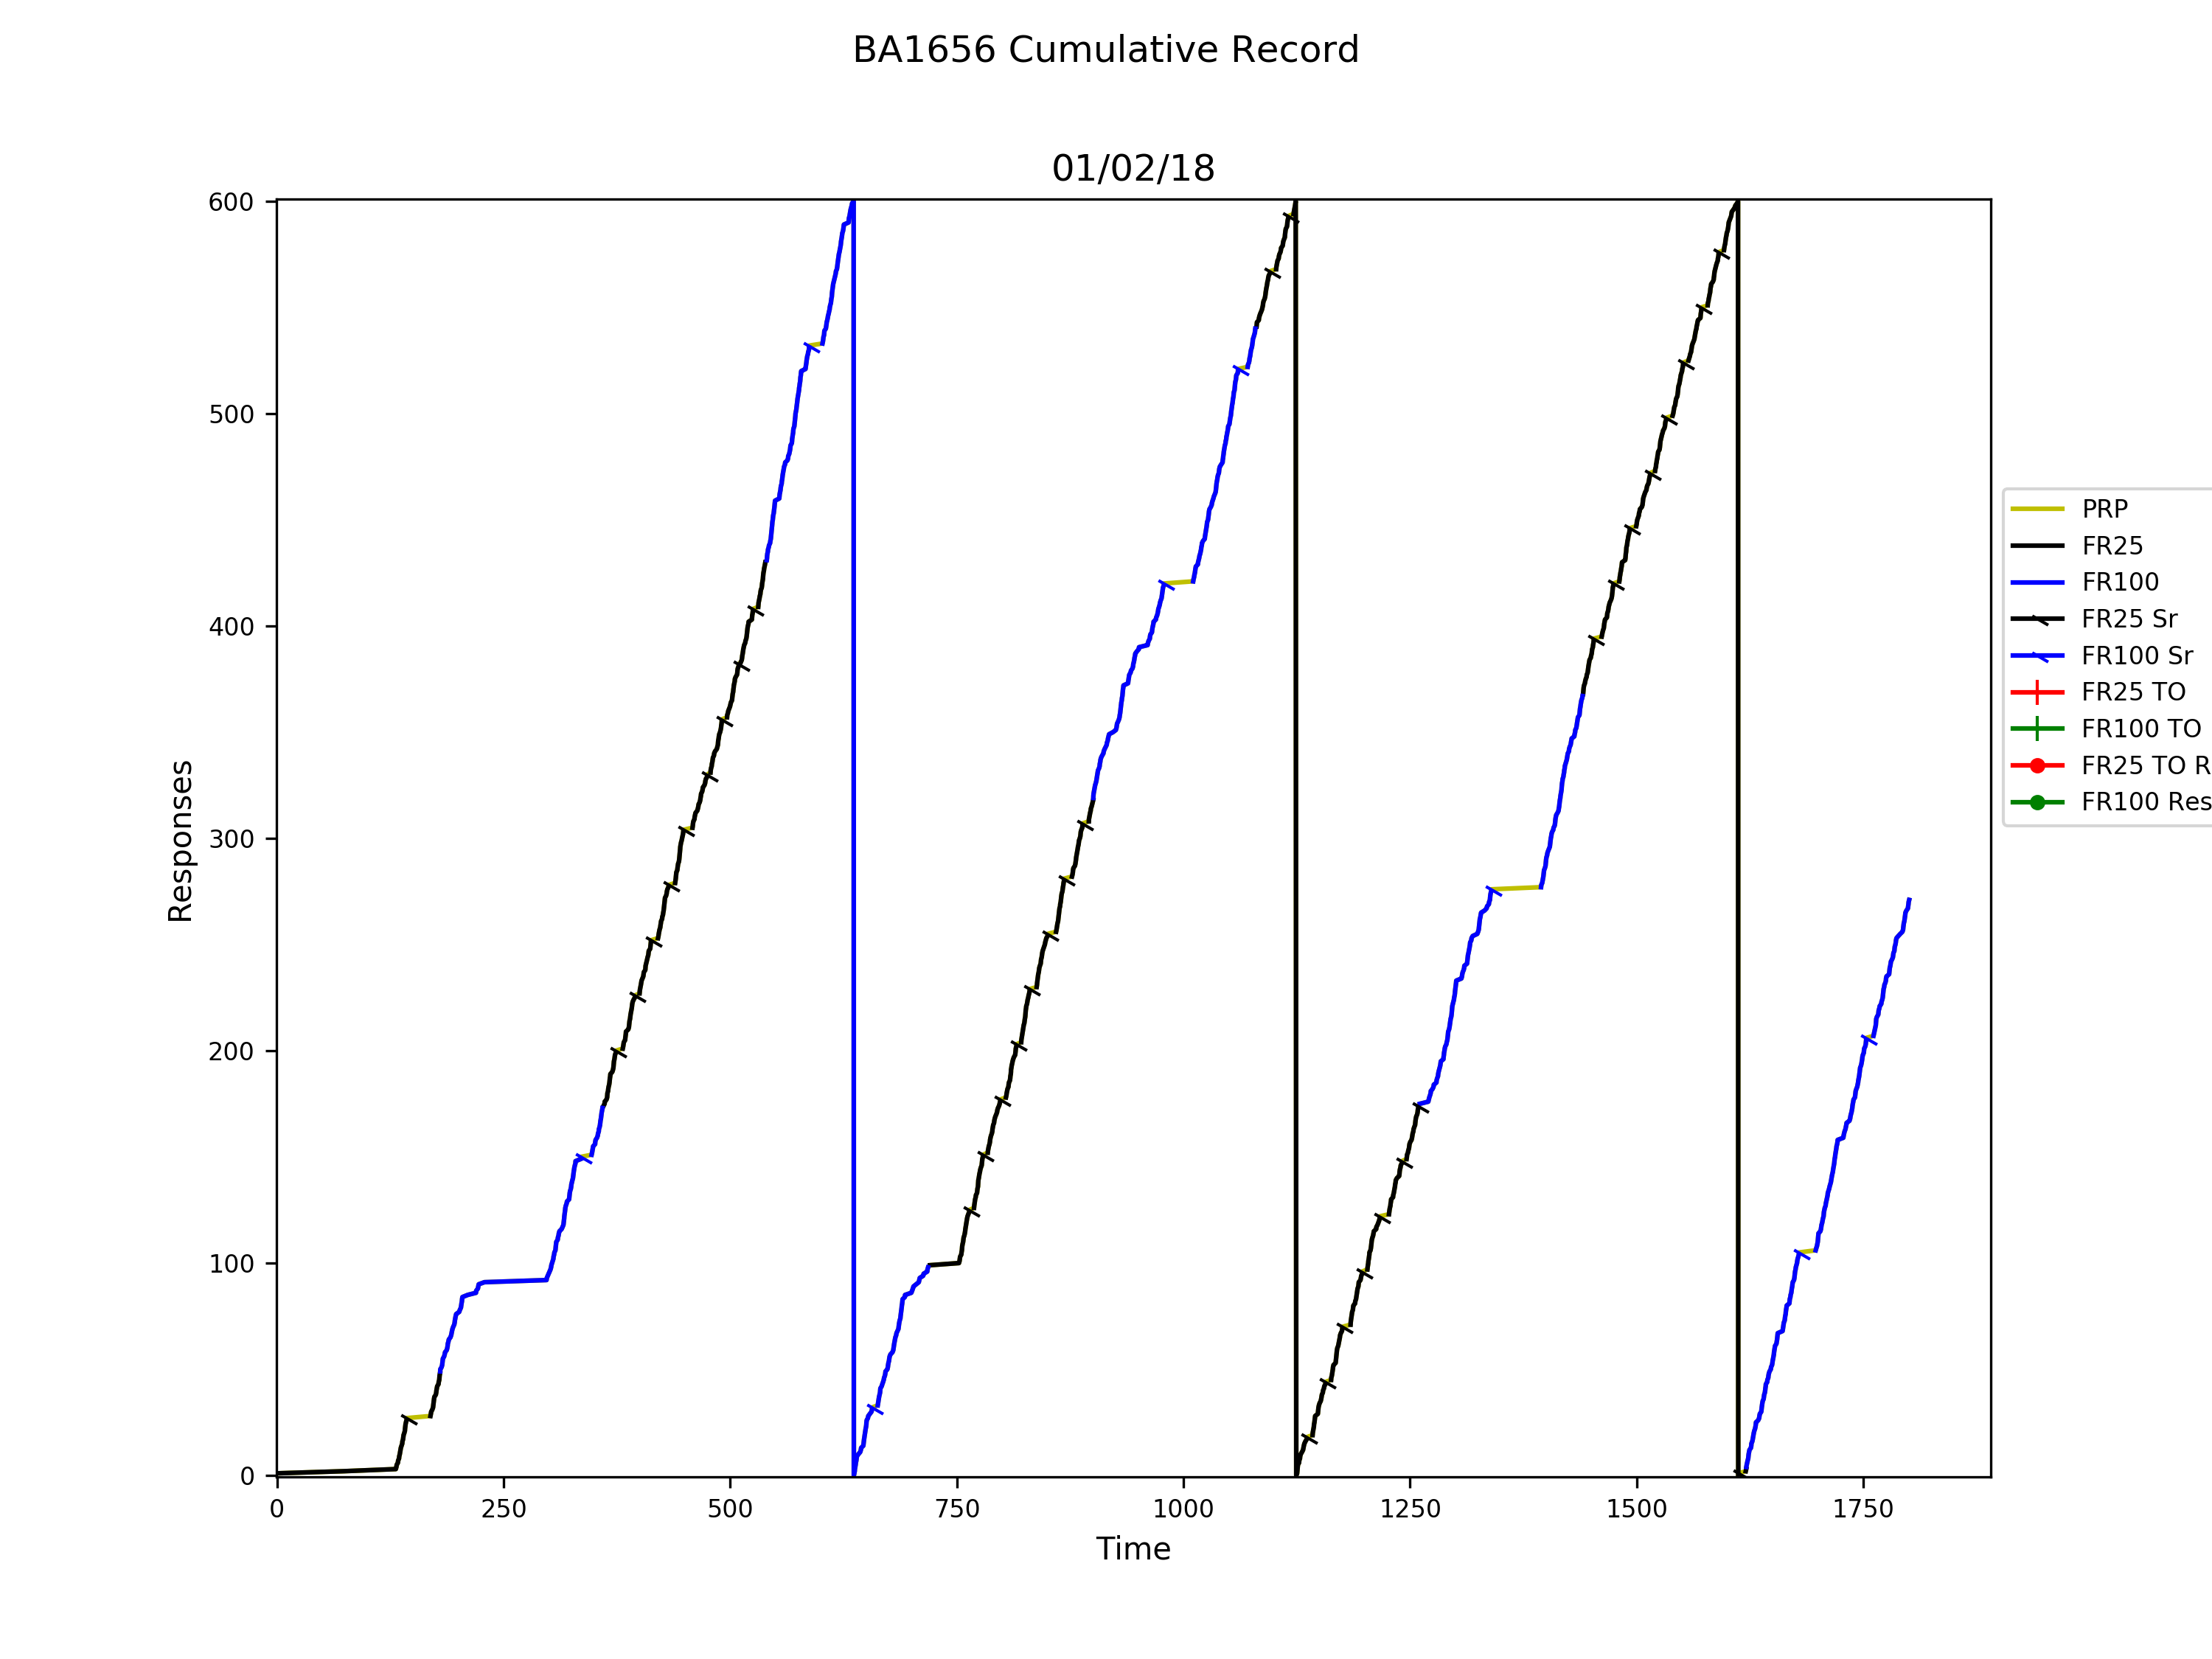 BA1656 Cumulative Record
01/02/18
600
500
400
300
200
100
0
Responses
0 250 500 750 1000 1250 1500 1750
Time
PRP
FR25
FR100
FR25 Sr
FR100 Sr
FR25 TO
FR100 TO
FR25 TO R
FR100 Res